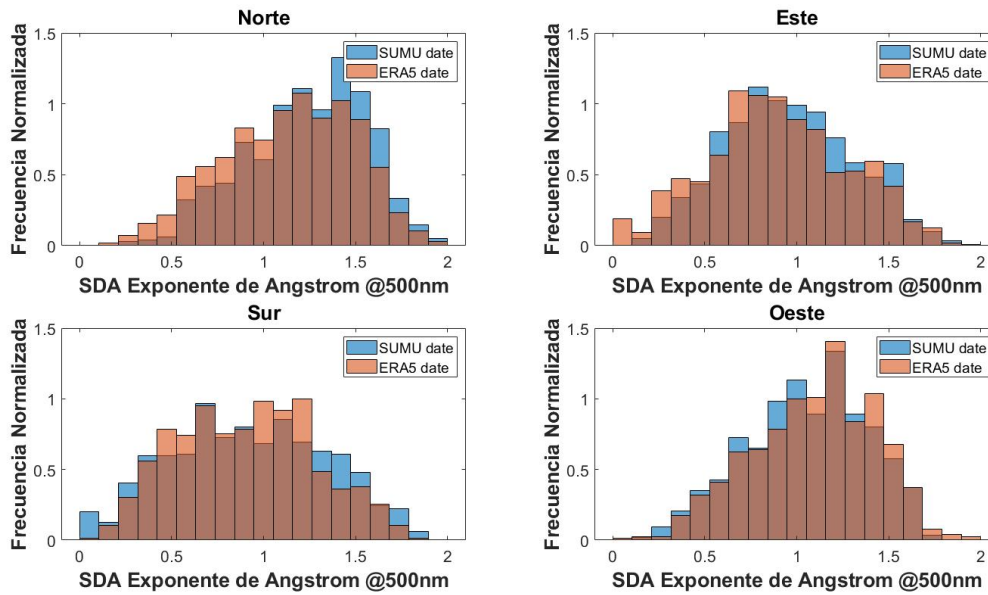 Norte
1.5
1
0.5
0
Frecuencia Normalizada
SUMU date
ERA5 date
0 0.5 1 1.5 2
SDA Exponente de Angstrom @500nm
Este
1.5
1
0.5
0
Frecuencia Normalizada
SUMU date
ERA5 date
0 0.5 1 1.5 2
SDA Exponente de Angstrom @500nm
Sur
1.5
1
0.5
0
Frecuencia Normalizada
SUMU date
ERA5 date
0 0.5 1 1.5 2
SDA Exponente de Angstrom @500nm
Oeste
1.5
1
0.5
0
Frecuencia Normalizada
SUMU date
ERA5 date
0 0.5 1 1.5 2
SDA Exponente de Angstrom @500nm